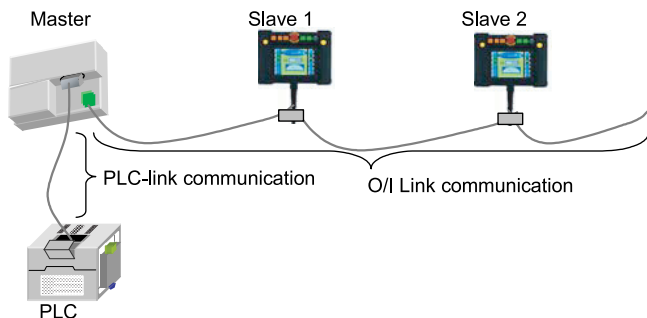 Master
Slave 1
Slave 2
PLC-link communication
O/I Link communication
PLC